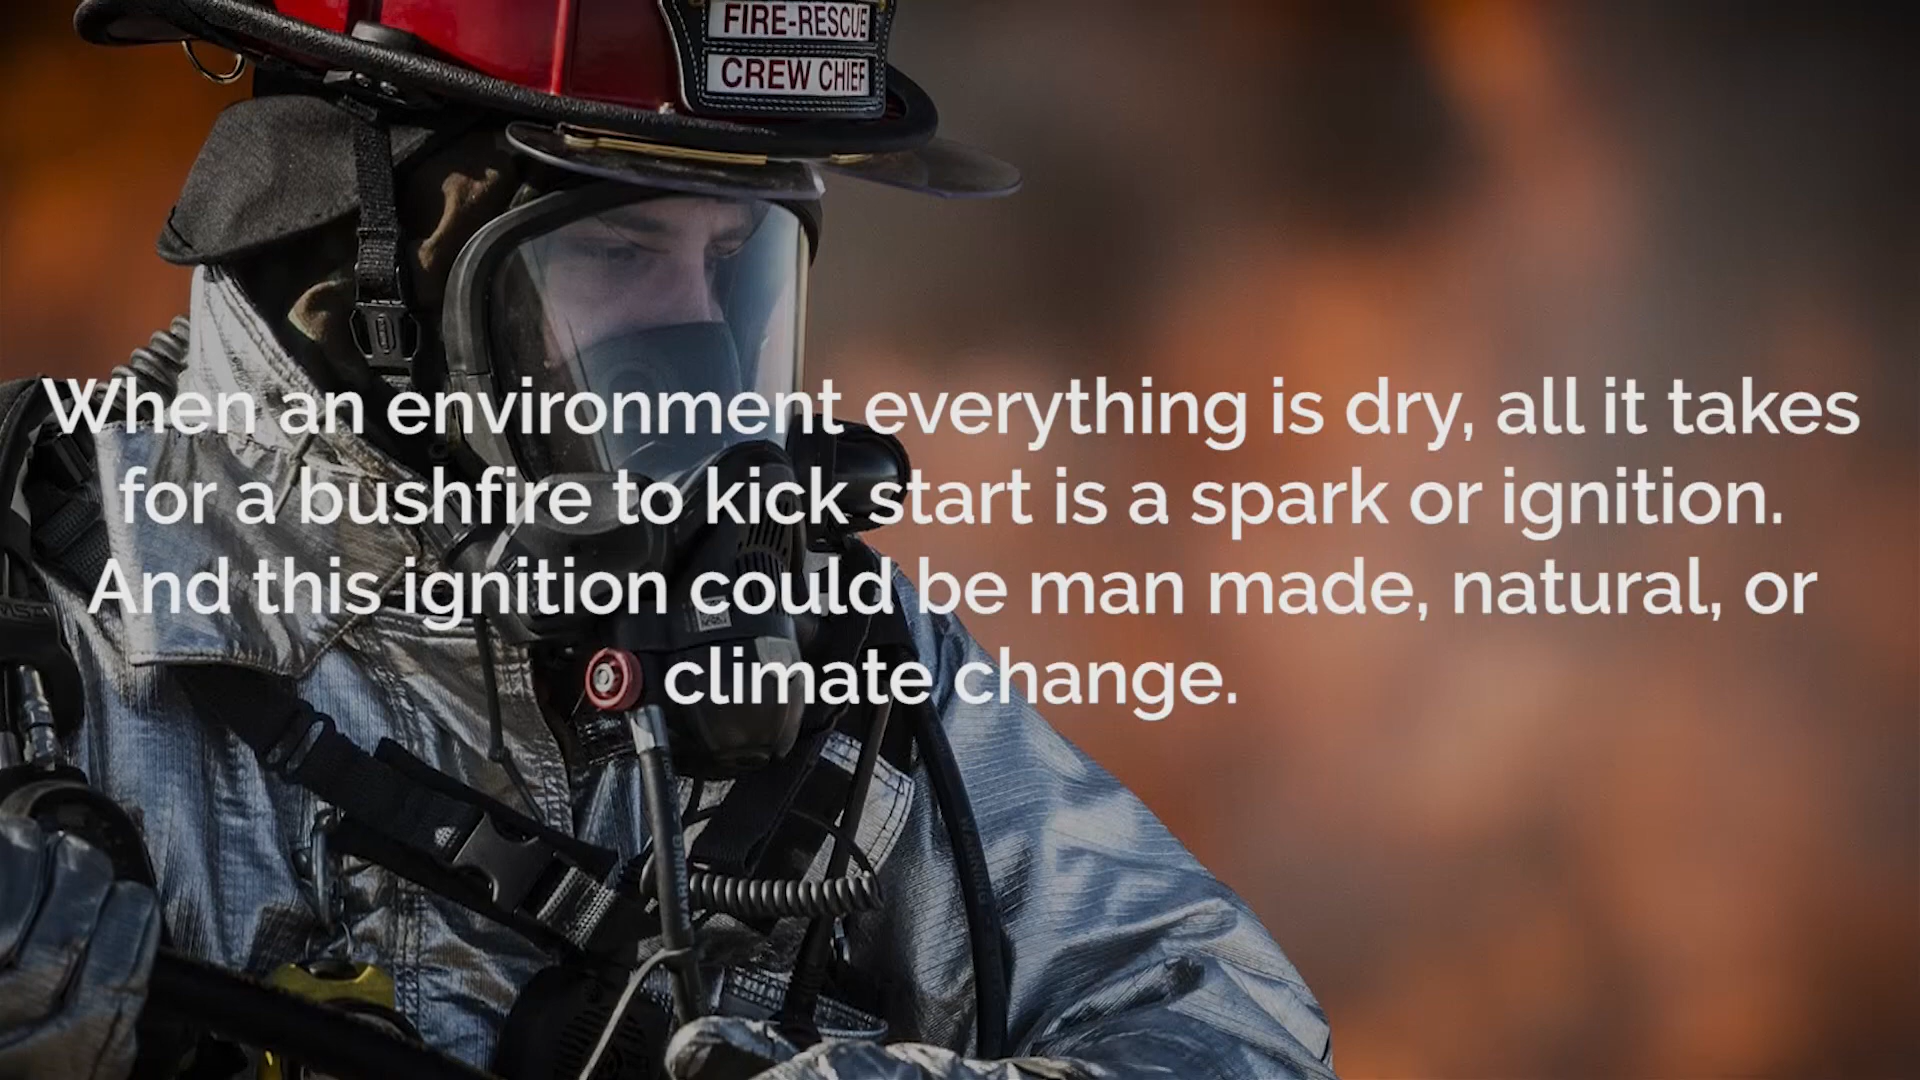 FIRE-RESCUE
CREW CHIEF
When an environment everything is dry, all it takes
for a bushfire to kick start is a spark or ignition.
And this ignition could be man made, natural, or
climate change.